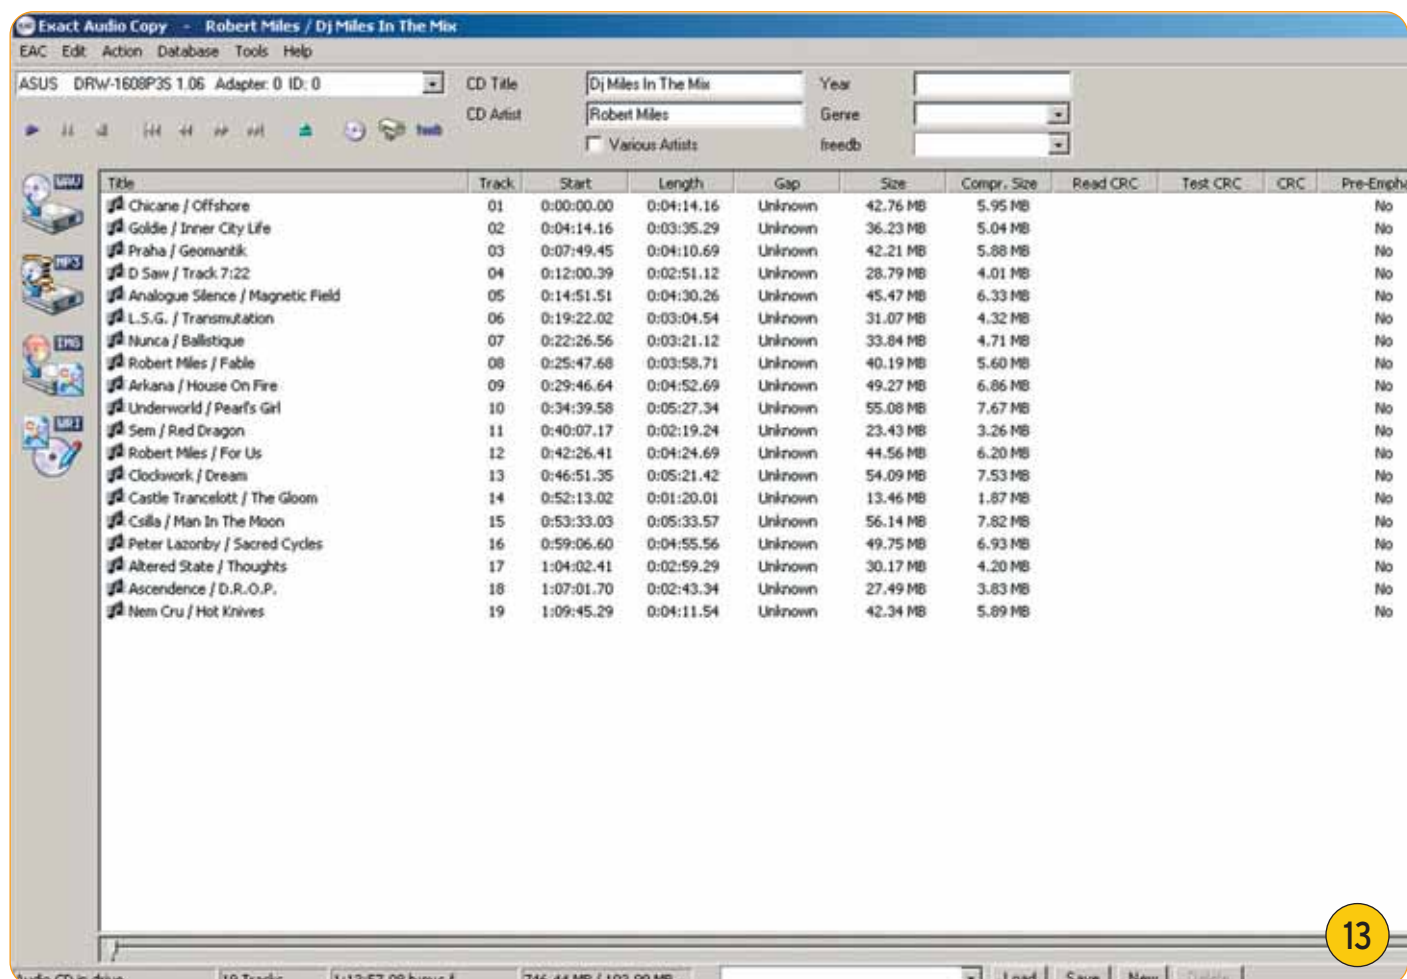 Exact Audio Copy - Robert Miles / Dj Miles In The Mix
EAC Edit Action Database Tools Help
ASUS DRW-1608P3S 1.06 Adapter: 0 ID: 0
CD Title Dj Miles In The Mix Year
CD Artist Robert Miles Genre
Various Artists freedb
WAV
MP3
IMG
WRI
Title Track Start Length Gap Size Compr. Size Read CRC Test CRC CRC Pre-Empha
Chicane / Offshore 01 0:00:00.00 0:04:14.16 Unknown 42.76 MB 5.95 MB No
Goldie / Inner City Life 02 0:04:14.16 0:03:35.29 Unknown 36.23 MB 5.04 MB No
Praha / Geomantik 03 0:07:49.45 0:04:10.69 Unknown 42.21 MB 5.88 MB No
D Saw / Track 7:22 04 0:12:00.39 0:02:51.12 Unknown 28.79 MB 4.01 MB No
Analogue Silence / Magnetic Field 05 0:14:51.51 0:04:30.26 Unknown 45.47 MB 6.33 MB No
L.S.G. / Transmutation 06 0:19:22.02 0:03:04.54 Unknown 31.07 MB 4.32 MB No
Nunca / Ballistique 07 0:22:26.56 0:03:21.12 Unknown 33.84 MB 4.71 MB No
Robert Miles / Fable 08 0:25:47.68 0:03:58.71 Unknown 40.19 MB 5.60 MB No
Arkana / House On Fire 09 0:29:46.64 0:04:52.69 Unknown 49.27 MB 6.86 MB No
Underworld / Pearl's Girl 10 0:34:39.58 0:05:27.34 Unknown 55.08 MB 7.67 MB No
Sem / Red Dragon 11 0:40:07.17 0:02:19.24 Unknown 23.43 MB 3.26 MB No
Robert Miles / For Us 12 0:42:26.41 0:04:24.69 Unknown 44.56 MB 6.20 MB No
Clockwork / Dream 13 0:46:51.35 0:05:21.42 Unknown 54.09 MB 7.53 MB No
Castle Trancelott / The Gloom 14 0:52:13.02 0:01:20.01 Unknown 13.46 MB 1.87 MB No
Csilla / Man In The Moon 15 0:53:33.03 0:05:33.57 Unknown 56.14 MB 7.82 MB No
Peter Lazonby / Sacred Cycles 16 0:59:06.60 0:04:55.56 Unknown 49.75 MB 6.93 MB No
Altered State / Thoughts 17 1:04:02.41 0:02:59.29 Unknown 30.17 MB 4.20 MB No
Ascendence / D.R.O.P. 18 1:07:01.70 0:02:43.34 Unknown 27.49 MB 3.83 MB No
Nem Cru / Hot Knives 19 1:09:45.29 0:04:11.54 Unknown 42.34 MB 5.89 MB No
13
Audio CD in drive 19 Tracks Load Save New Delete